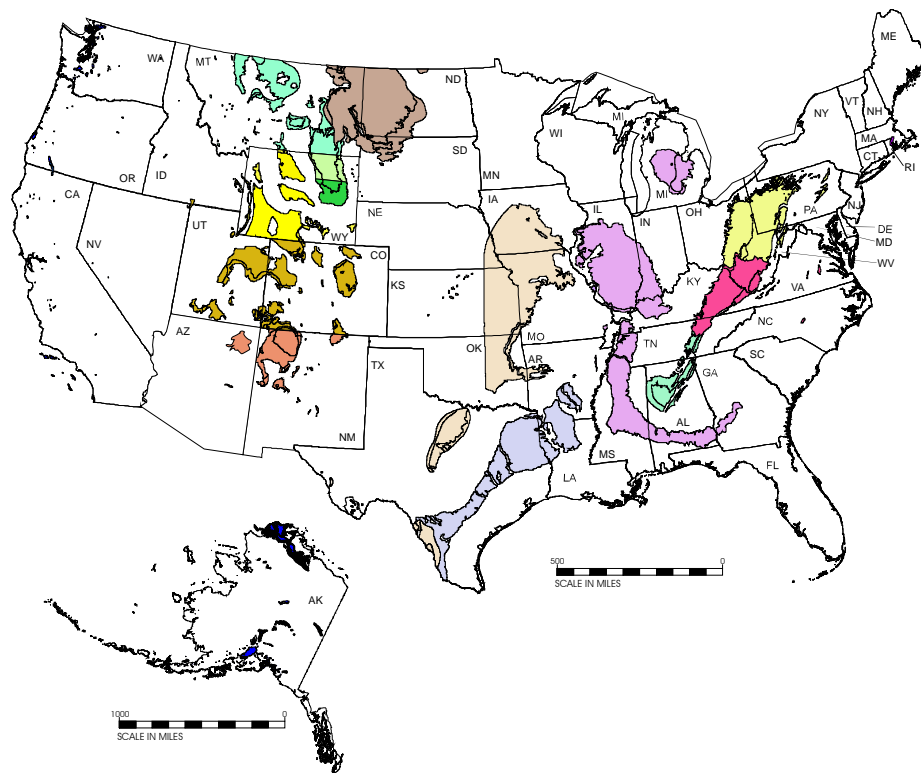 ME
WA
MT
ND
NY
VT
NH
MI
WI
MA
CT
RI
SD
OR
ID
MN
MI
CA
IA
NE
IL
IN
OH
PA
NJ
UT
DE
MD
NV
WY
CO
WV
KS
KY
VA
AZ
MO
NC
OK
TN
AR
SC
TX
GA
NM
AL
MS
FL
LA
500
0
SCALE IN MILES
AK
1000
0
SCALE IN MILES